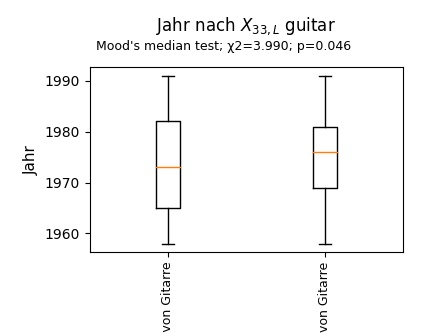 Jahr nach X33,L guitar
Mood's median test; χ2=3.990; p=0.046
1990
1980
1970
1960
Jahr
von Gitarre
von Gitarre